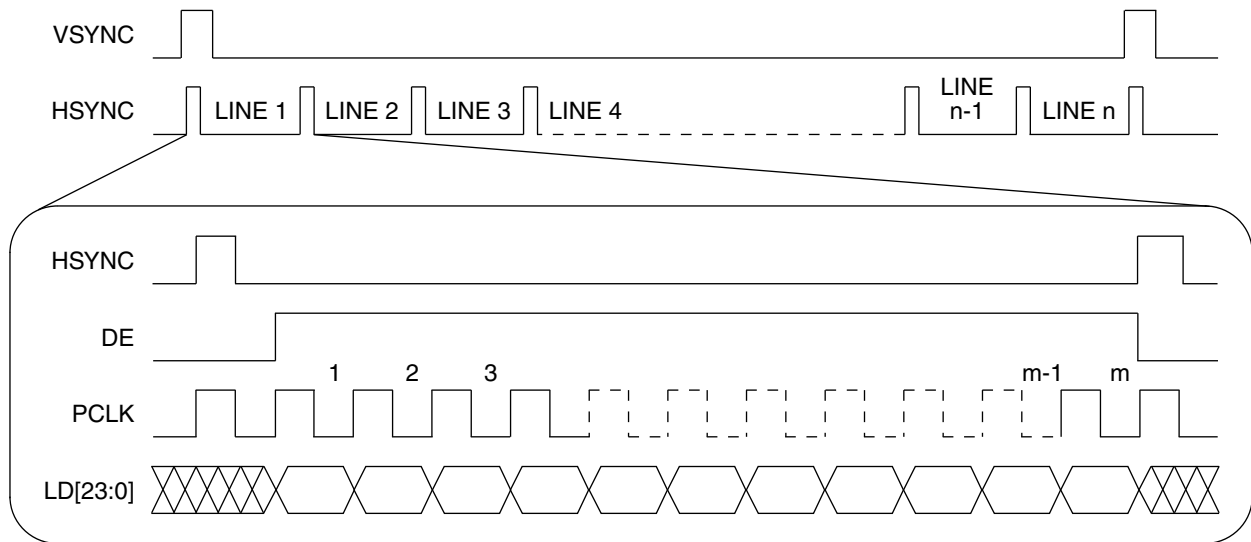 VSYNC
HSYNC
LINE 1
LINE 2
LINE 3
LINE 4
LINE
n-1
LINE n
HSYNC
DE
1
2
3
m-1
m
PCLK
LD[23:0]